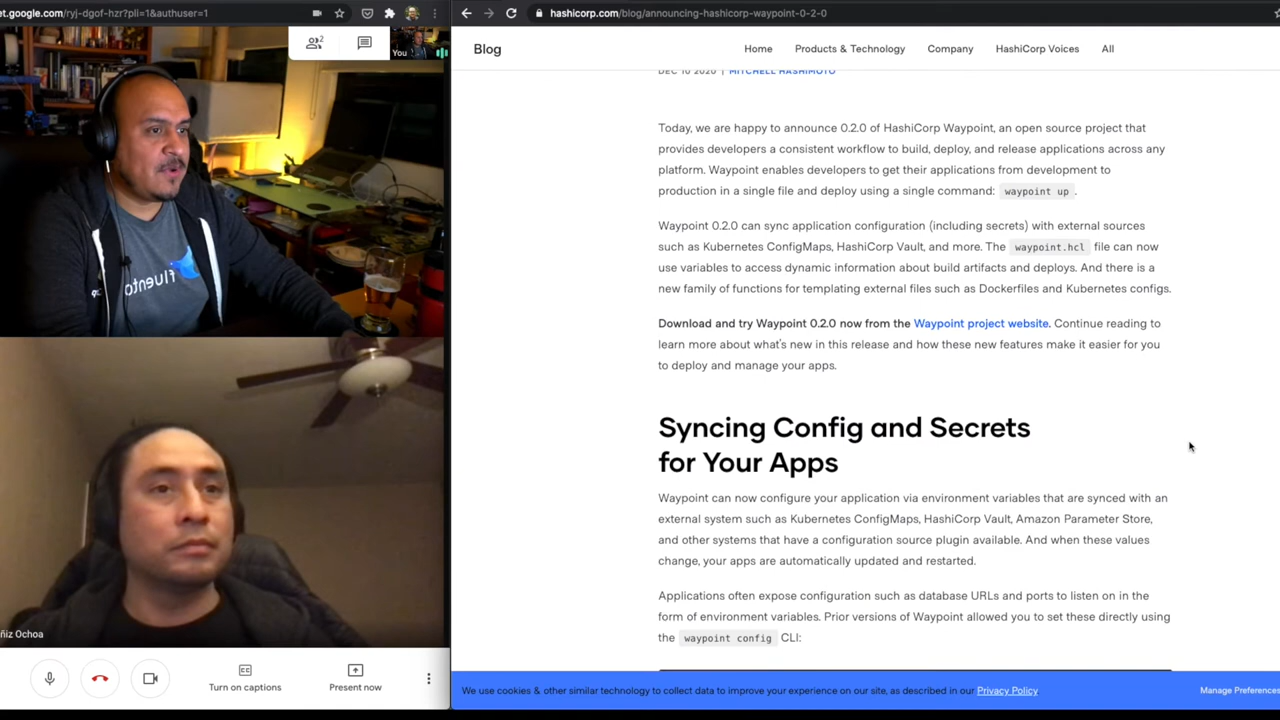 et.google.com/ryj-dgof-hzr?pli=1&authuser=1
2
You
fluento
ñiz Ochoa
Turn on captions
Present now
hashicorp.com/blog/announcing-hashicorp-waypoint-0-2-0
Blog
Home
Products & Technology
Company
HashiCorp Voices
All
DEC 10 2020 | MITCHELL HASHIMOTO
Today, we are happy to announce 0.2.0 of HashiCorp Waypoint, an open source project that
provides developers a consistent workflow to build, deploy, and release applications across any
platform. Waypoint enables developers to get their applications from development to
production in a single file and deploy using a single command: waypoint up .
Waypoint 0.2.0 can sync application configuration (including secrets) with external sources
such as Kubernetes ConfigMaps, HashiCorp Vault, and more. The waypoint.hcl file can now
use variables to access dynamic information about build artifacts and deploys. And there is a
new family of functions for templating external files such as Dockerfiles and Kubernetes configs.
Download and try Waypoint 0.2.0 now from the Waypoint project website. Continue reading to
learn more about what's new in this release and how these new features make it easier for you
to deploy and manage your apps.
Syncing Config and Secrets
for Your Apps
Waypoint can now configure your application via environment variables that are synced with an
external system such as Kubernetes ConfigMaps, HashiCorp Vault, Amazon Parameter Store,
and other systems that have a configuration source plugin available. And when these values
change, your apps are automatically updated and restarted.
Applications often expose configuration such as database URLs and ports to listen on in the
form of environment variables. Prior versions of Waypoint allowed you to set these directly using
the waypoint config CLI:
We use cookies & other similar technology to collect data to improve your experience on our site, as described in our Privacy Policy
Manage Preferences